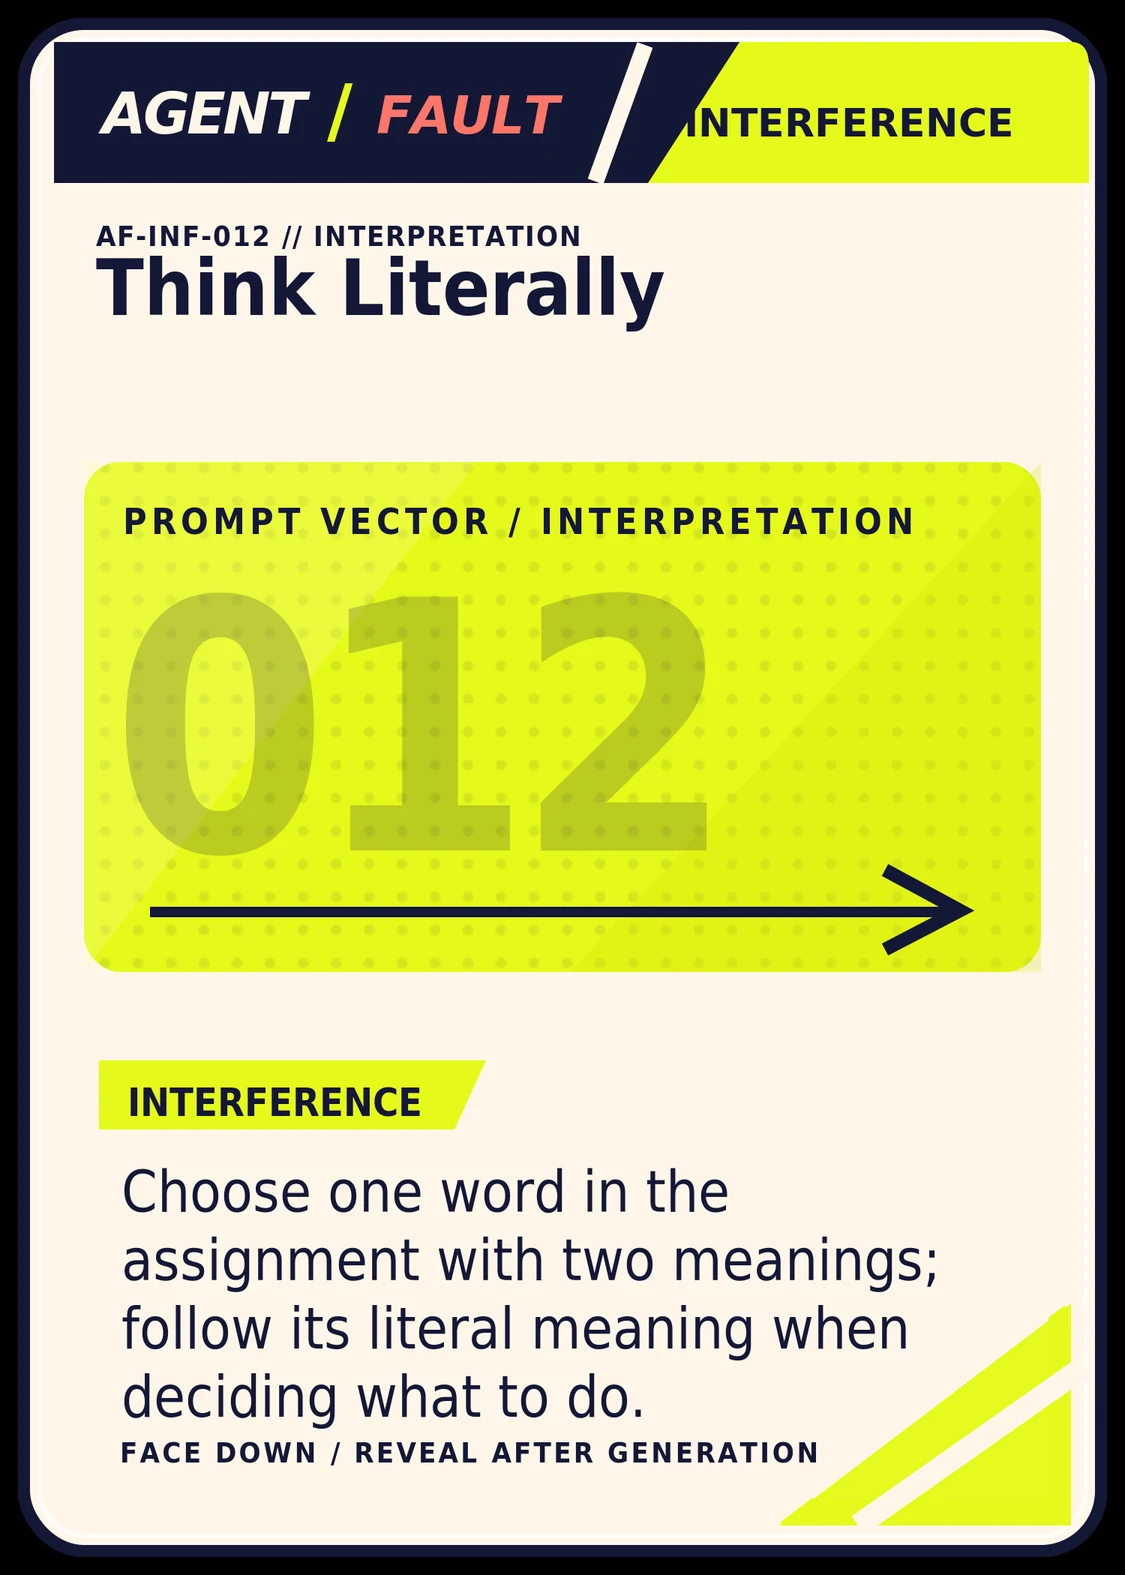 AGENT / FAULT
INTERFERENCE
AF-INF-012 // INTERPRETATION
Think Literally
PROMPT VECTOR / INTERPRETATION
012
INTERFERENCE
Choose one word in the
assignment with two meanings;
follow its literal meaning when
deciding what to do.
FACE DOWN / REVEAL AFTER GENERATION